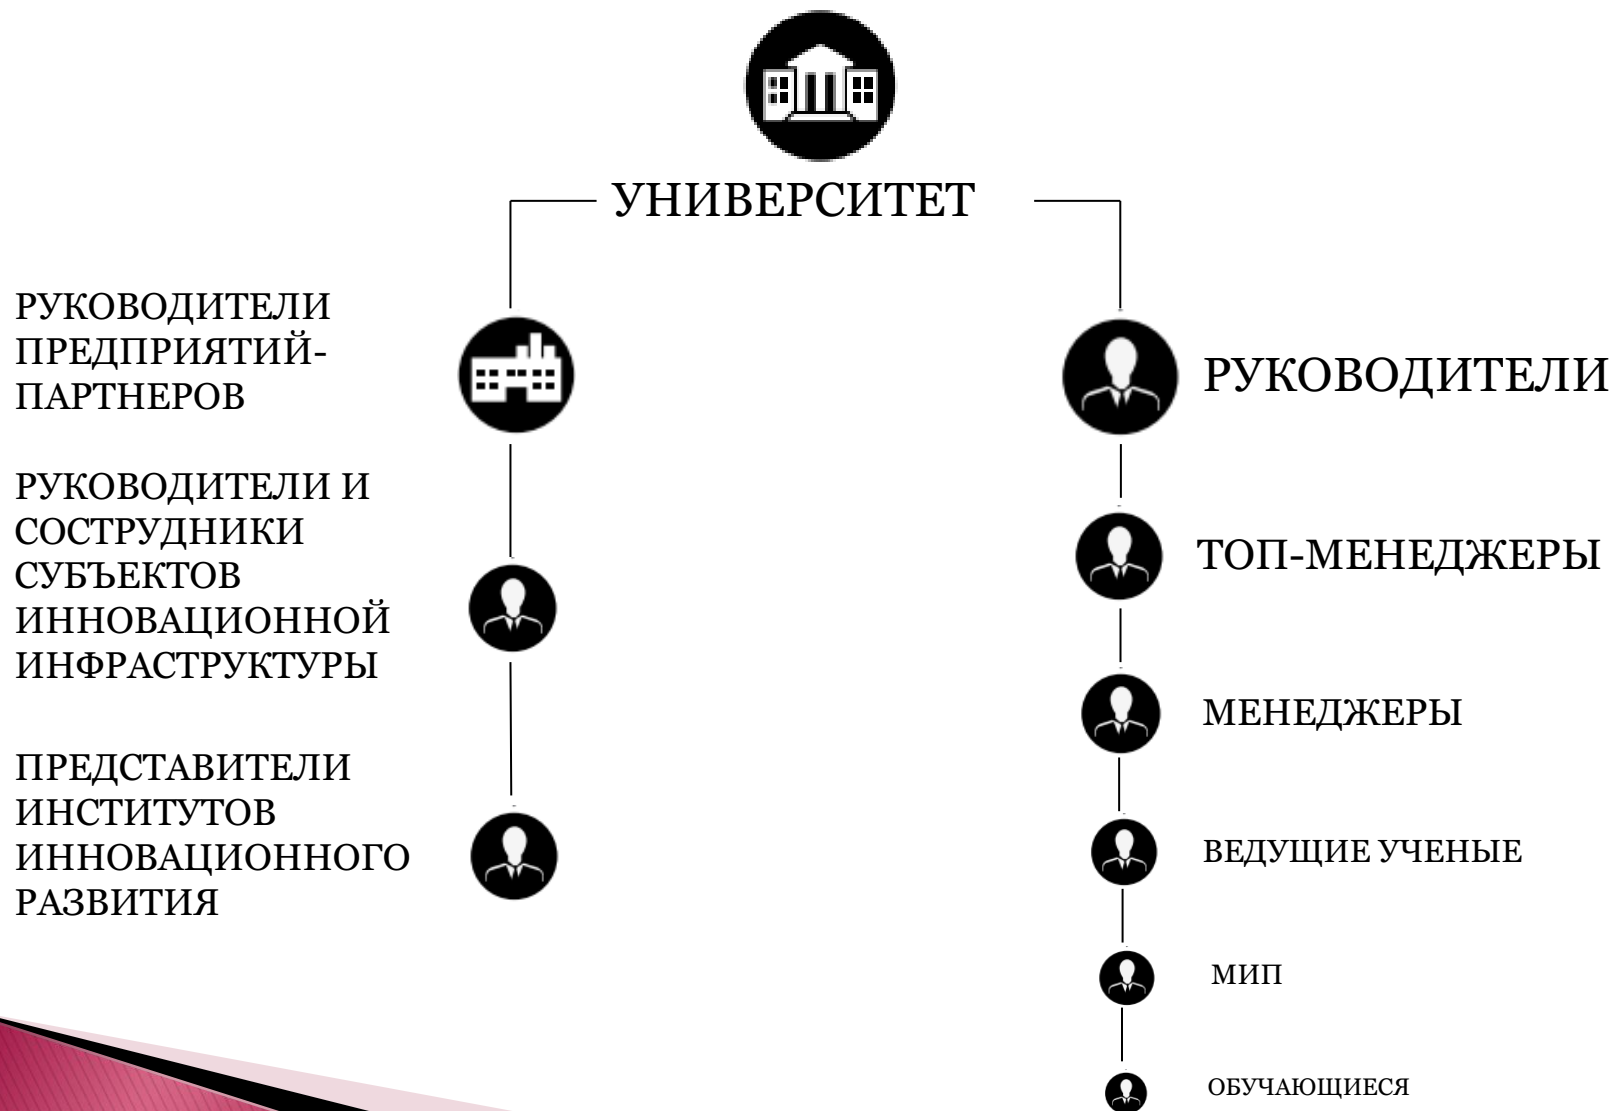 УНИВЕРСИТЕТ
РУКОВОДИТЕЛИ
ПРЕДПРИЯТИЙ-
ПАРТНЕРОВ
РУКОВОДИТЕЛИ И
СОСТРУДНИКИ
СУБЪЕКТОВ
ИННОВАЦИОННОЙ
ИНФРАСТРУКТУРЫ
ПРЕДСТАВИТЕЛИ
ИНСТИТУТОВ
ИННОВАЦИОННОГО
РАЗВИТИЯ
РУКОВОДИТЕЛИ
ТОП-МЕНЕДЖЕРЫ
МЕНЕДЖЕРЫ
ВЕДУЩИЕ УЧЕНЫЕ
МИП
ОБУЧАЮЩИЕСЯ